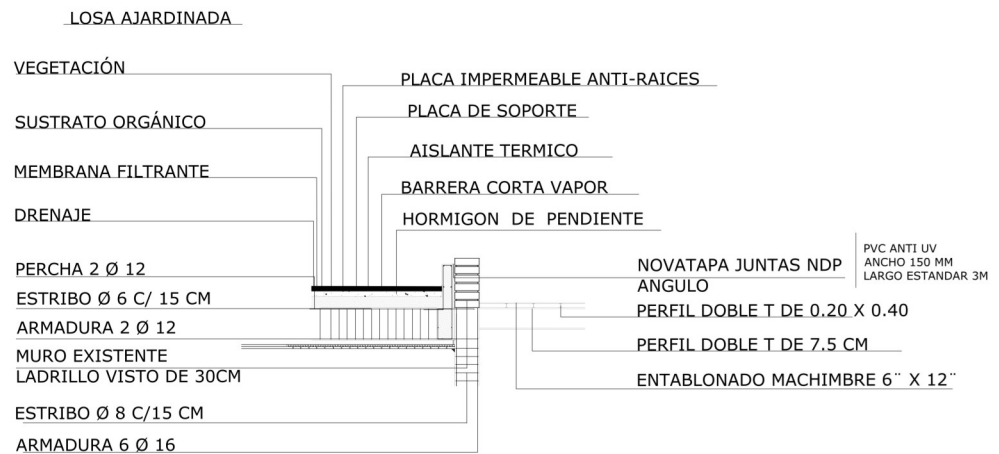 LOSA AJARDINADA
VEGETACIÓN
SUSTRATO ORGÁNICO
MEMBRANA FILTRANTE
DRENAJE
PERCHA 2 Ø 12
ESTRIBO Ø 6 C/ 15 CM
ARMADURA 2 Ø 12
MURO EXISTENTE
LADRILLO VISTO DE 30CM
ESTRIBO Ø 8 C/15 CM
ARMADURA 6 Ø 16
PLACA IMPERMEABLE ANTI-RAICES
PLACA DE SOPORTE
AISLANTE TERMICO
BARRERA CORTA VAPOR
HORMIGON DE PENDIENTE
NOVATAPA JUNTAS NDP
ANGULO
PVC ANTI UV
ANCHO 150 MM
LARGO ESTANDAR 3M
PERFIL DOBLE T DE 0.20 X 0.40
PERFIL DOBLE T DE 7.5 CM
ENTABLONADO MACHIMBRE 6¨ X 12¨